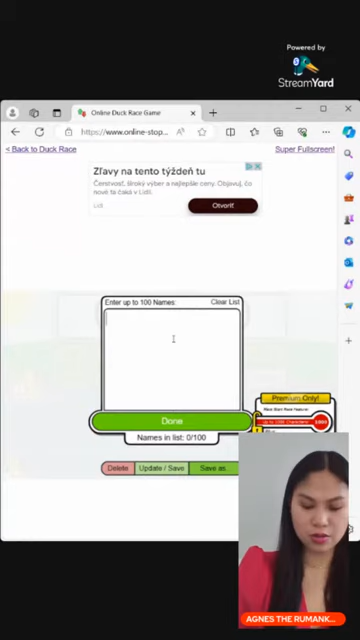 Powered by
StreamYard
Online Duck Race Game
https://www.online-stop...
< Back to Duck Race
Super Fullscreen!
Zľavy na tento týždeň tu
Čerstvosť, široký výber a najlepšie ceny. Objavuj, čo
nové ťa čaká v Lidli.
Lidl
Otvoriť
Enter up to 100 Names:
Clear List
Done
Names in list: 0/100
Premium Only!
Delete
Update / Save
Save as..
AGNES THE RUMANK...